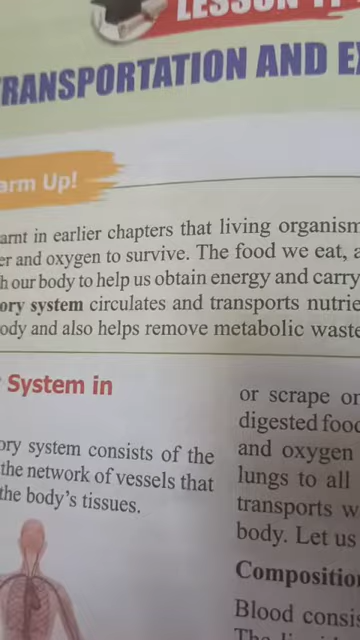 LESSON
TRANSPORTATION AND
arm Up!
arnt in earlier chapters that living organism
er and oxygen to survive. The food we eat, a
h our body to help us obtain energy and carry
ory system circulates and transports nutrie
ody and also helps remove metabolic waste
System in
ory system consists of the
the network of vessels that
the body's tissues.
or scrape or
digested food
and oxygen
lungs to all
transports w
body. Let us
Compositio
Blood consis